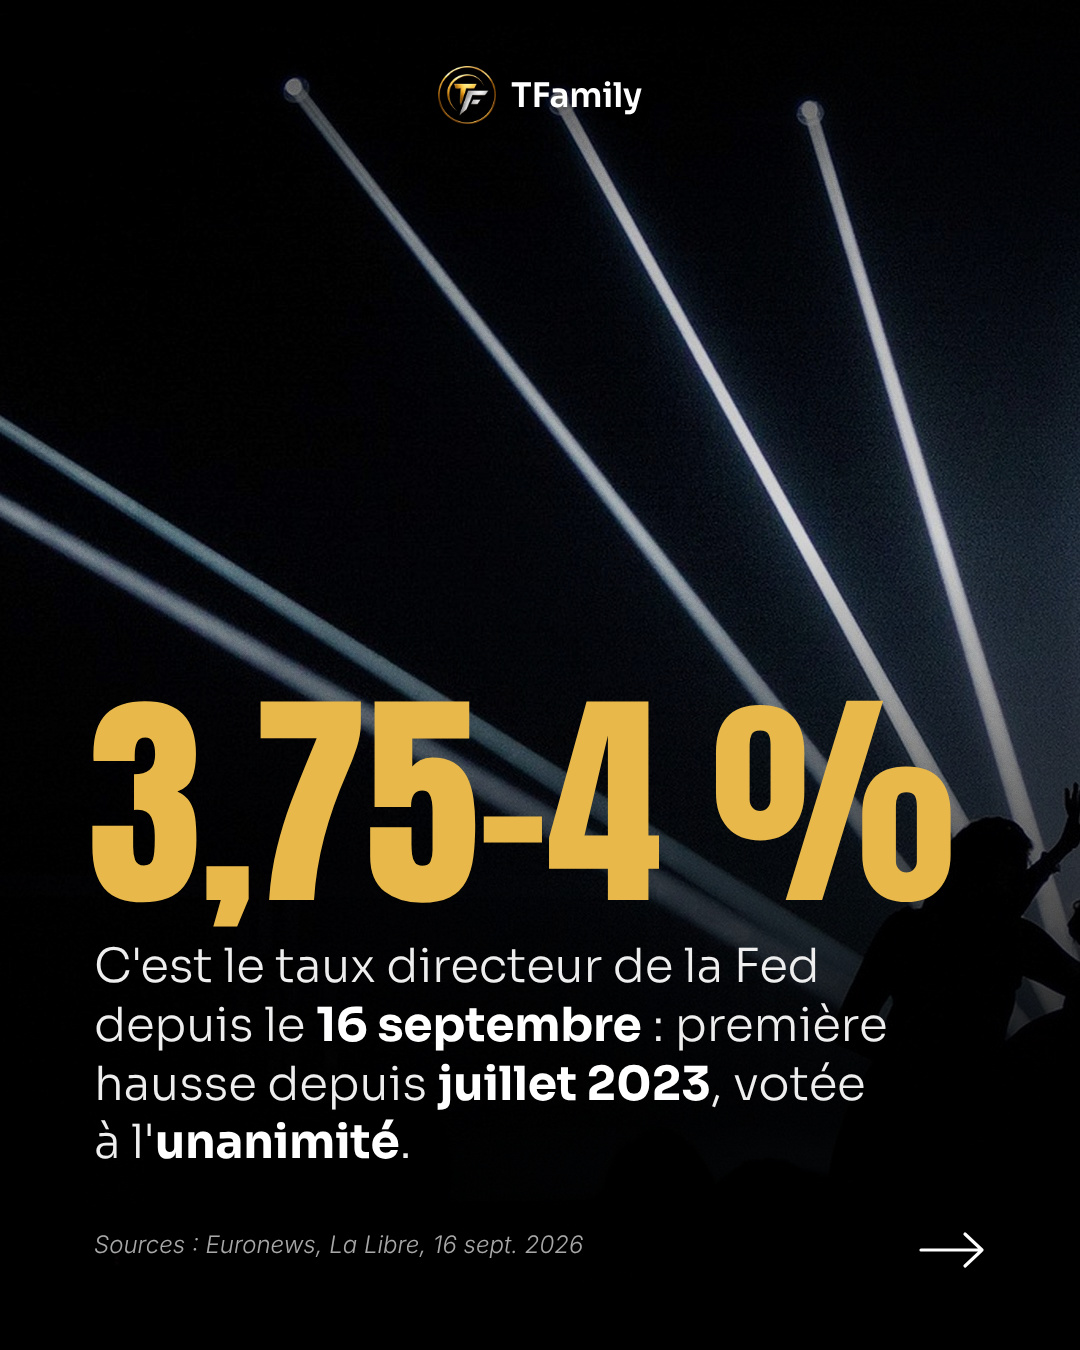 TFamily
3,75-4 %
C'est le taux directeur de la Fed
depuis le 16 septembre : première
hausse depuis juillet 2023, votée
à l'unanimité.
Sources : Euronews, La Libre, 16 sept. 2026